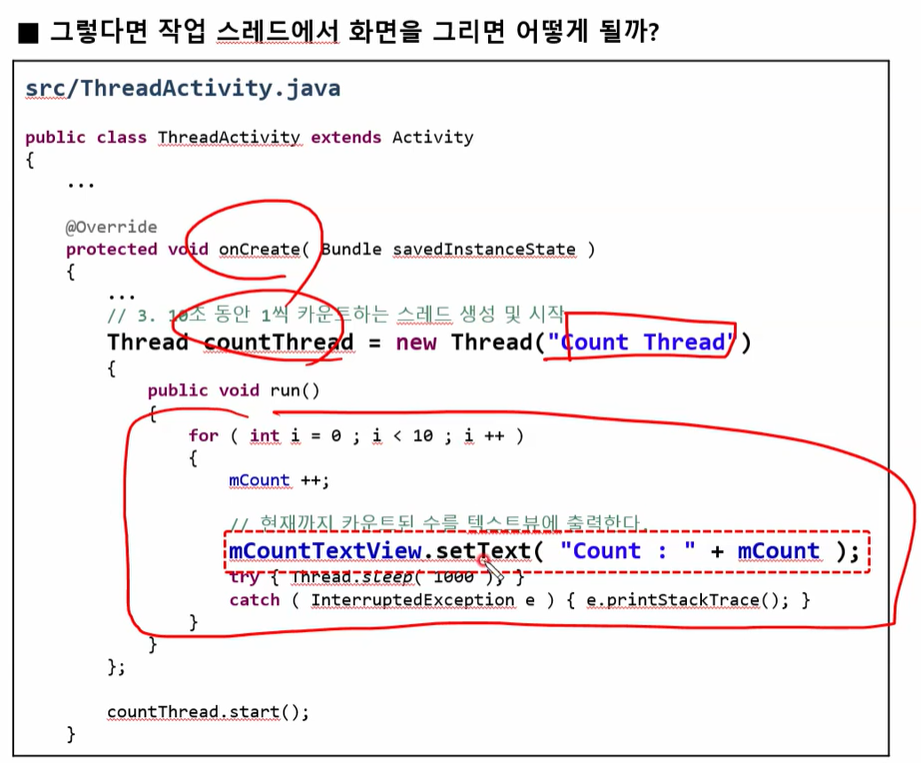 ■ 그렇다면 작업 스레드에서 화면을 그리면 어떻게 될까?
src/ThreadActivity.java
public class ThreadActivity extends Activity
{
...
@Override
protected void onCreate( Bundle savedInstanceState )
{
...
// 3. 10초 동안 1씩 카운트하는 스레드 생성 및 시작
Thread countThread = new Thread("Count Thread")
{
public void run()
{
for ( int i = 0 ; i < 10 ; i ++ )
{
mCount ++;
// 현재까지 카운트된 수를 텍스트뷰에 출력한다.
mCountTextView.setText( "Count : " + mCount );
try { Thread.sleep( 1000 ); }
catch ( InterruptedException e ) { e.printStackTrace(); }
}
}
};
countThread.start();
}